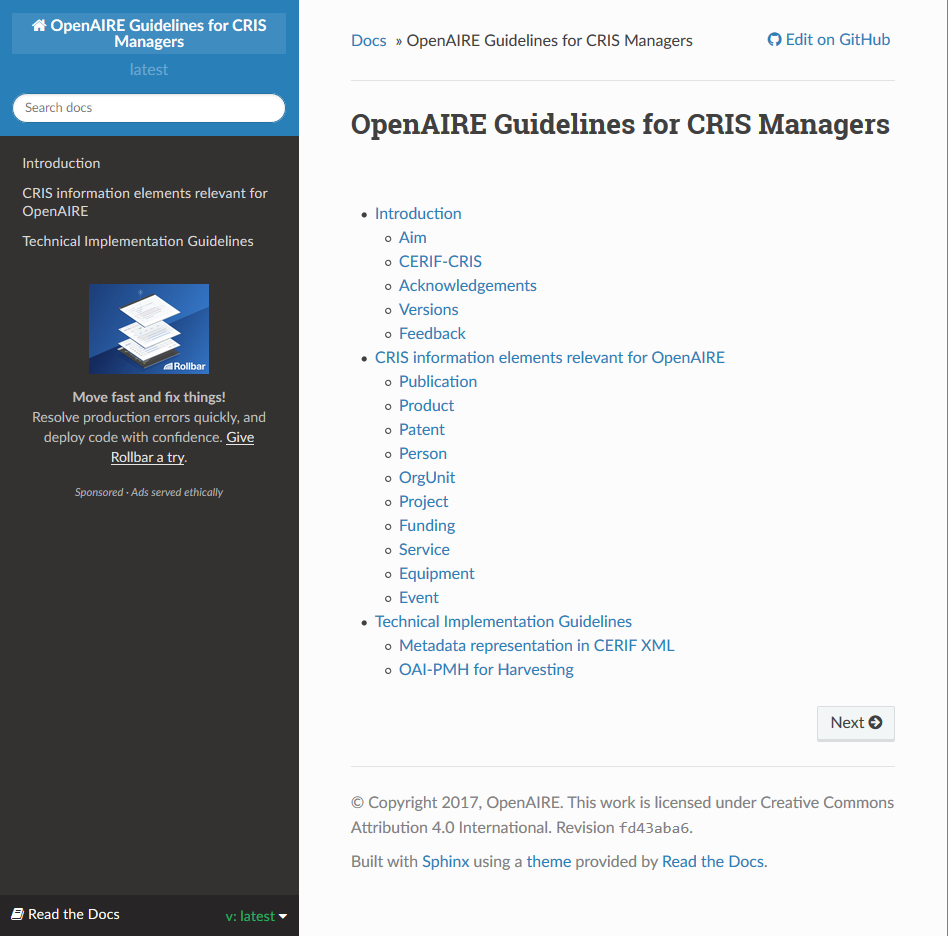 OpenAIRE Guidelines for CRIS
Managers
latest
Search docs
Introduction
CRIS information elements relevant for
OpenAIRE
Technical Implementation Guidelines
Rollbar
Move fast and fix things!
Resolve production errors quickly, and
deploy code with confidence. Give
Rollbar a try.
Sponsored · Ads served ethically
Read the Docs
v: latest
Docs » OpenAIRE Guidelines for CRIS Managers
Edit on GitHub
OpenAIRE Guidelines for CRIS Managers
Introduction
Aim
CERIF-CRIS
Acknowledgements
Versions
Feedback
CRIS information elements relevant for OpenAIRE
Publication
Product
Patent
Person
OrgUnit
Project
Funding
Service
Equipment
Event
Technical Implementation Guidelines
Metadata representation in CERIF XML
OAI-PMH for Harvesting
Next
© Copyright 2017, OpenAIRE. This work is licensed under Creative Commons
Attribution 4.0 International. Revision fd43aba6.
Built with Sphinx using a theme provided by Read the Docs.